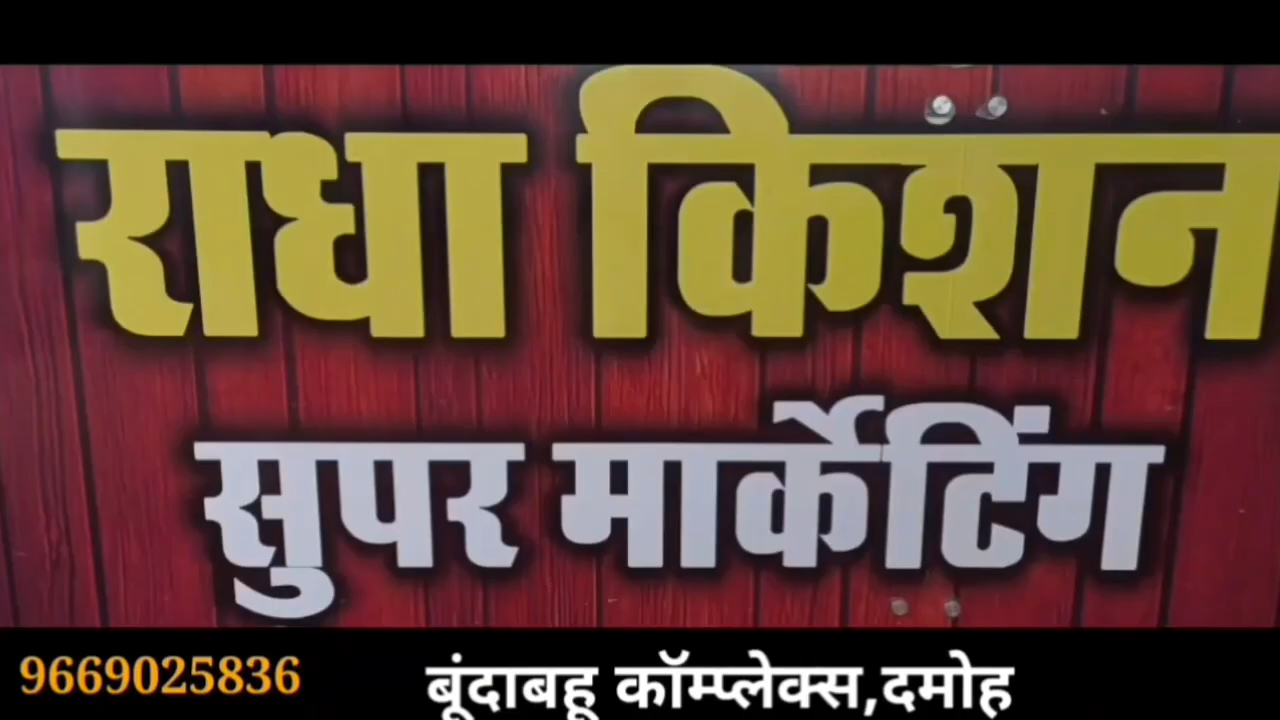 राधा किशन
सुपर मार्केटिंग
9669025836 बूंदाबहू कॉम्प्लेक्स,दमोह